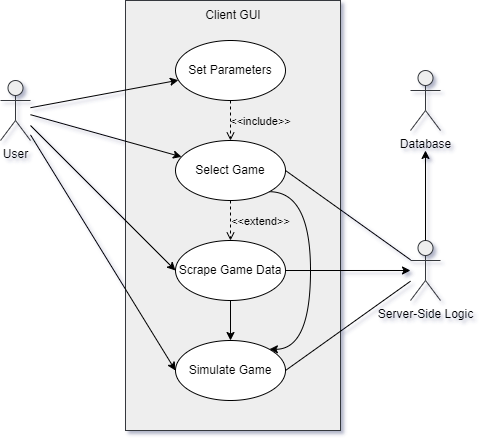 Client GUI
Set Parameters
<<include>>
User
Select Game
Database
<<extend>>
Scrape Game Data
Server-Side Logic
Simulate Game